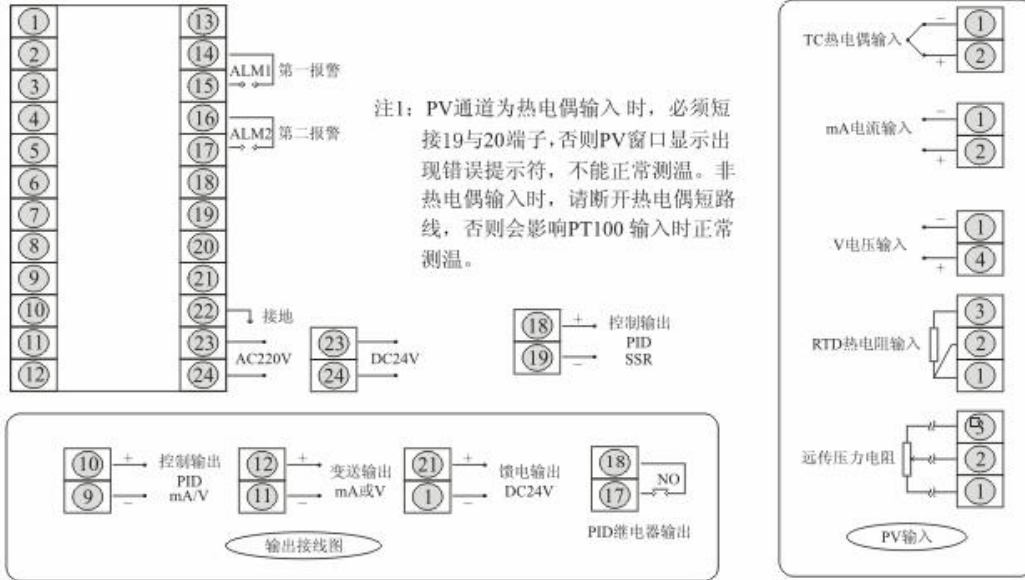 1
2
3
4
5
6
7
8
9
10
11
12
13
14
15
16
17
18
19
20
21
22
23
24
ALM1 第一报警
ALM2 第二报警
接地
AC220V
23
24
DC24V
注1：PV通道为热电偶输入 时，必须短
接19与20端子，否则PV窗口显示出
现错误提示符，不能正常测温。非
热电偶输入时，请断开热电偶短路
线，否则会影响PT100 输入时正常
测温。
18 + 控制输出
PID
19 − SSR
10 + 控制输出
PID
9 − mA/V
12 + 变送输出
11 − mA或V
21 + 馈电输出
1 − DC24V
18
NO
17
PID继电器输出
输出接线图
TC热电偶输入 − 1
+ 2
mA电流输入 − 1
+ 2
V电压输入 − 1
+ 4
3
RTD热电阻输入 2
1
3
远传压力电阻 2
1
PV输入